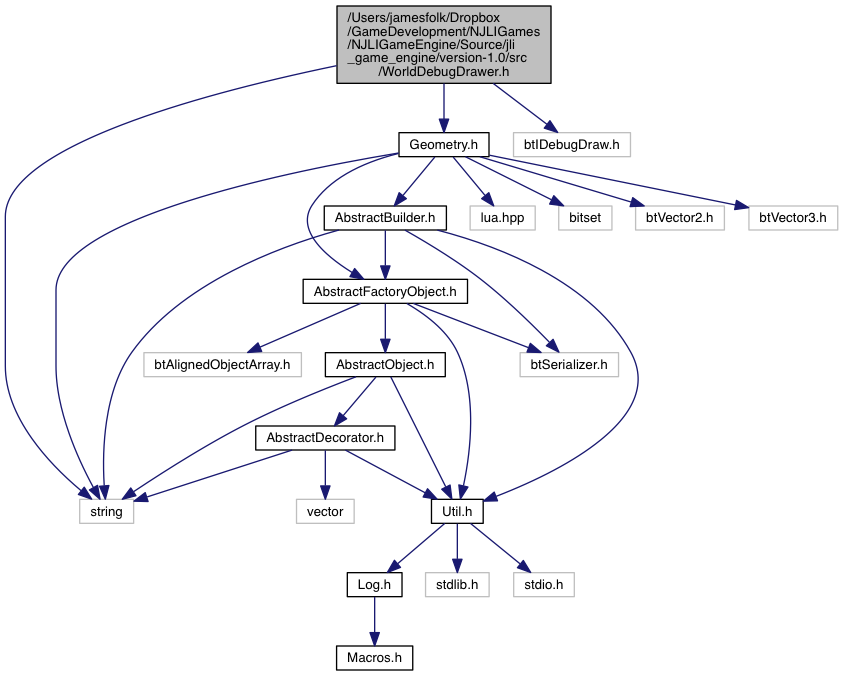 /Users/jamesfolk/Dropbox
/GameDevelopment/NJLIGames
/NJLIGameEngine/Source/jli
_game_engine/version-1.0/src
/WorldDebugDrawer.h
Geometry.h
btIDebugDraw.h
AbstractBuilder.h
lua.hpp
bitset
btVector2.h
btVector3.h
AbstractFactoryObject.h
btAlignedObjectArray.h
AbstractObject.h
btSerializer.h
AbstractDecorator.h
string
vector
Util.h
Log.h
stdlib.h
stdio.h
Macros.h